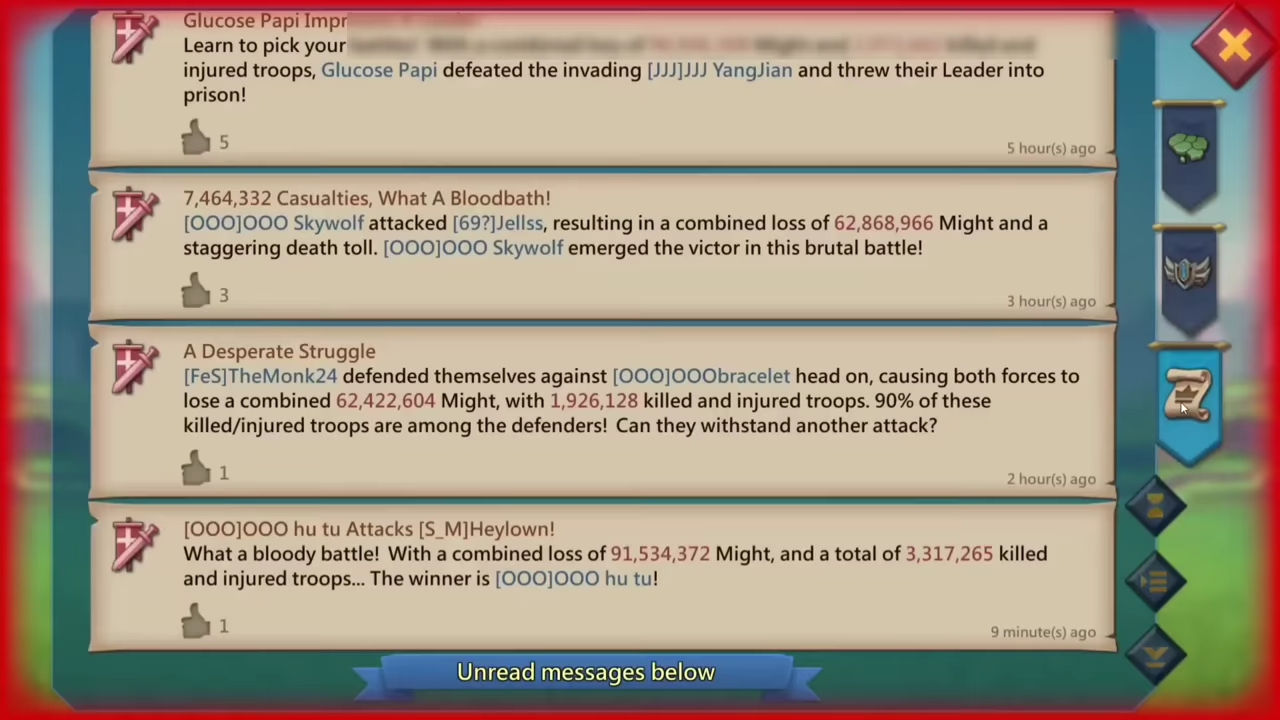 Glucose Papi Impr
Learn to pick your
injured troops, Glucose Papi defeated the invading [JJJ]JJJ YangJian and threw their Leader into
prison!
5
5 hour(s) ago
7,464,332 Casualties, What A Bloodbath!
[OOO]OOO Skywolf attacked [69?]Jellss, resulting in a combined loss of 62,868,966 Might and a
staggering death toll. [OOO]OOO Skywolf emerged the victor in this brutal battle!
3
3 hour(s) ago
A Desperate Struggle
[FeS]TheMonk24 defended themselves against [OOO]OOObracelet head on, causing both forces to
lose a combined 62,422,604 Might, with 1,926,128 killed and injured troops. 90% of these
killed/injured troops are among the defenders! Can they withstand another attack?
1
2 hour(s) ago
[OOO]OOO hu tu Attacks [S_M]Heylown!
What a bloody battle! With a combined loss of 91,534,372 Might, and a total of 3,317,265 killed
and injured troops... The winner is [OOO]OOO hu tu!
1
9 minute(s) ago
Unread messages below